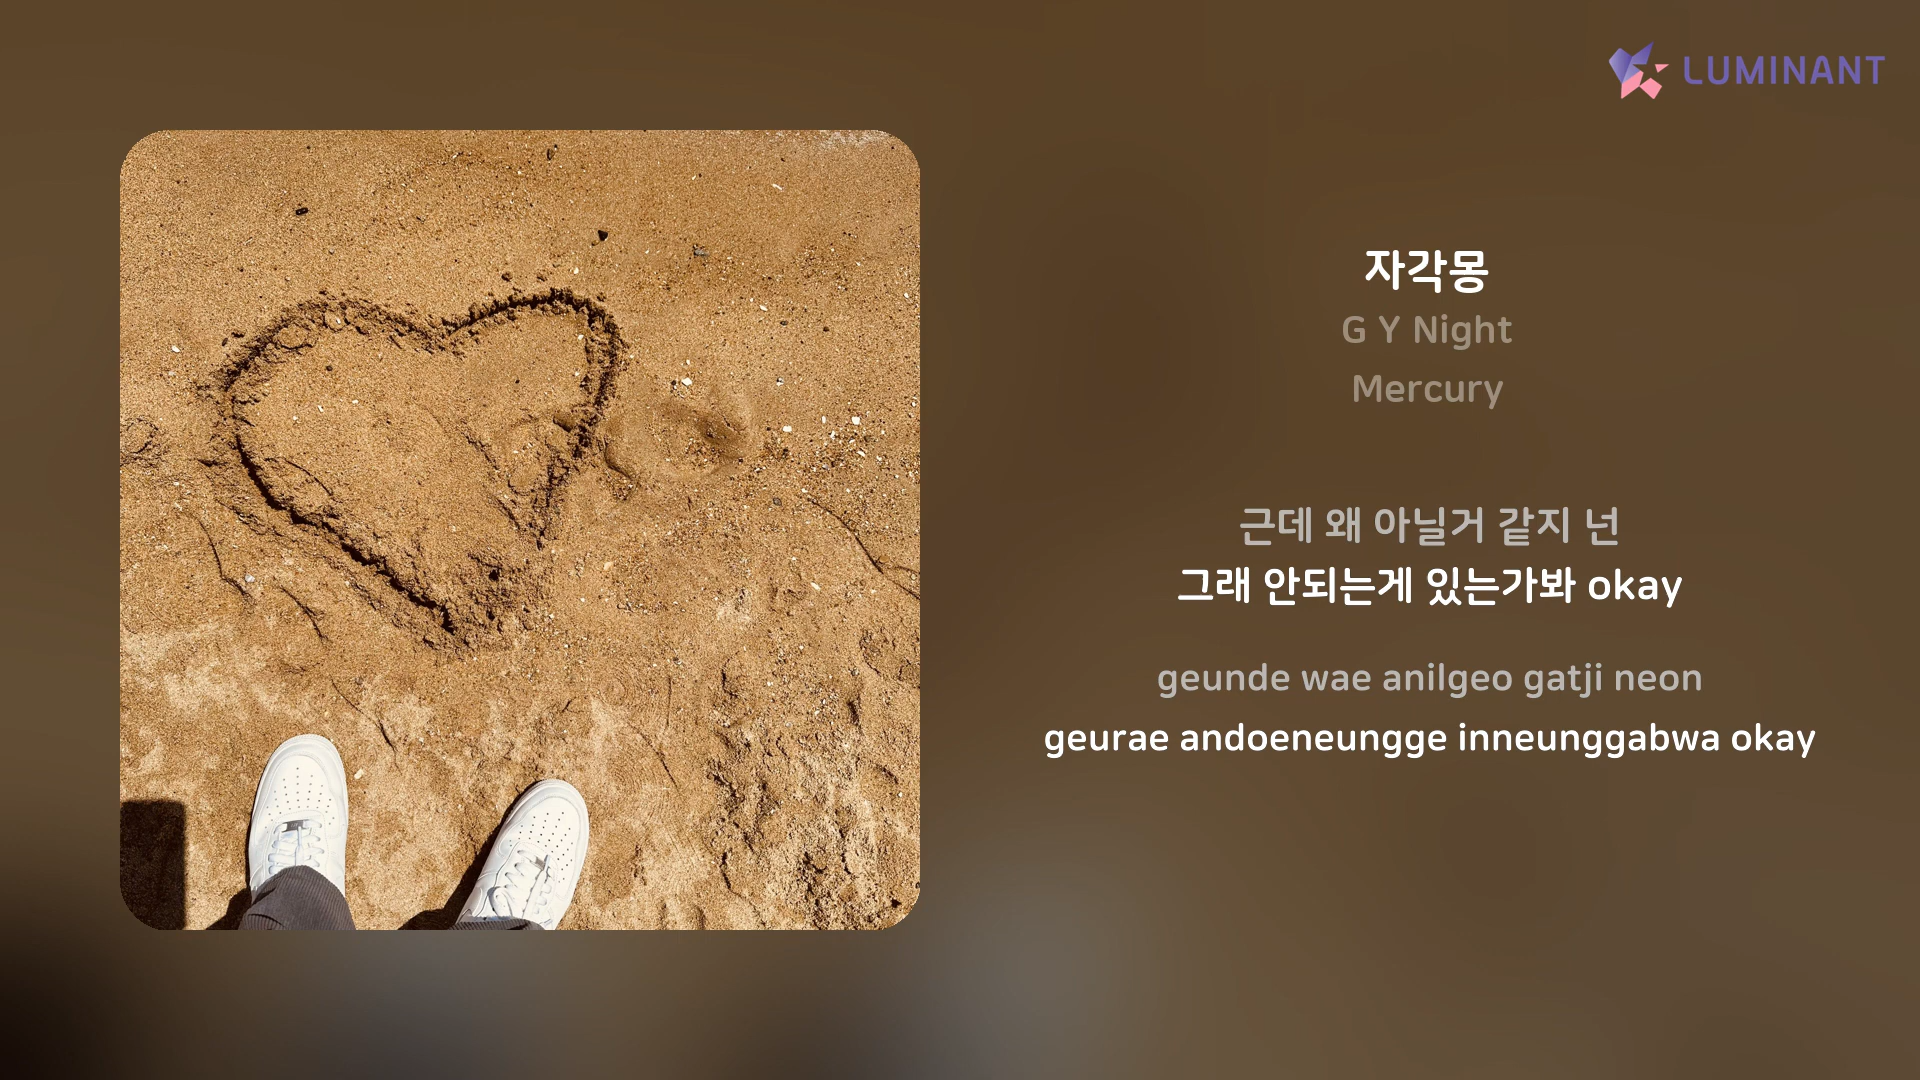 LUMINANT
자각몽
G Y Night
Mercury
근데 왜 아닐거 같지 넌
그래 안되는게 있는가봐 okay
geunde wae anilgeo gatji neon
geurae andoeneungge inneunggabwa okay